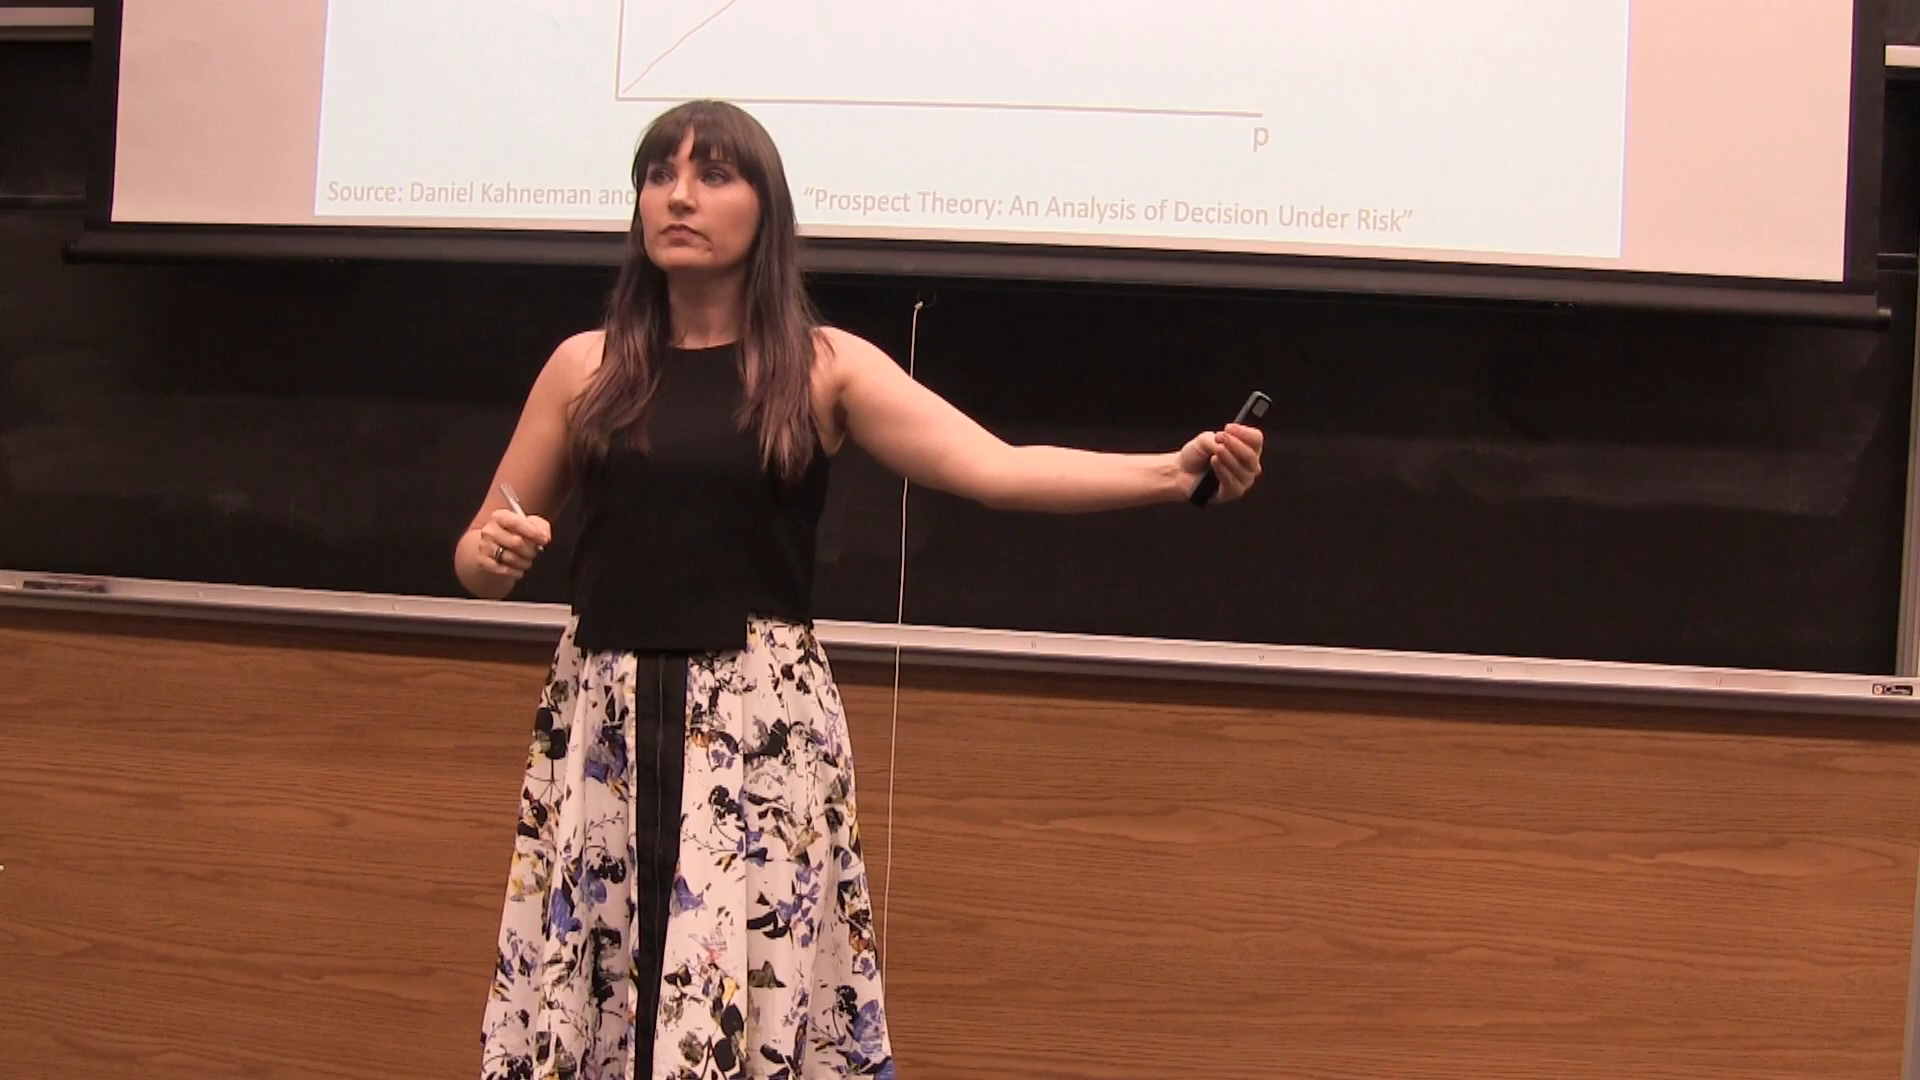 p
Source: Daniel Kahneman and “Prospect Theory: An Analysis of Decision Under Risk”